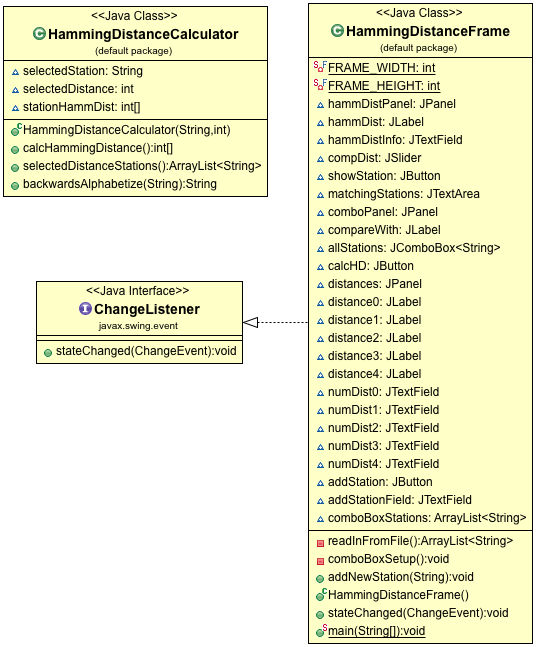 <<Java Class>>
HammingDistanceCalculator
(default package)
selectedStation: String
selectedDistance: int
stationHammDist: int[]
HammingDistanceCalculator(String,int)
calcHammingDistance():int[]
selectedDistanceStations():ArrayList<String>
backwardsAlphabetize(String):String
<<Java Interface>>
ChangeListener
javax.swing.event
stateChanged(ChangeEvent):void
<<Java Class>>
HammingDistanceFrame
(default package)
FRAME_WIDTH: int
FRAME_HEIGHT: int
hammDistPanel: JPanel
hammDist: JLabel
hammDistInfo: JTextField
compDist: JSlider
showStation: JButton
matchingStations: JTextArea
comboPanel: JPanel
compareWith: JLabel
allStations: JComboBox<String>
calcHD: JButton
distances: JPanel
distance0: JLabel
distance1: JLabel
distance2: JLabel
distance3: JLabel
distance4: JLabel
numDist0: JTextField
numDist1: JTextField
numDist2: JTextField
numDist3: JTextField
numDist4: JTextField
addStation: JButton
addStationField: JTextField
comboBoxStations: ArrayList<String>
readInFromFile():ArrayList<String>
comboBoxSetup():void
addNewStation(String):void
HammingDistanceFrame()
stateChanged(ChangeEvent):void
main(String[]):void